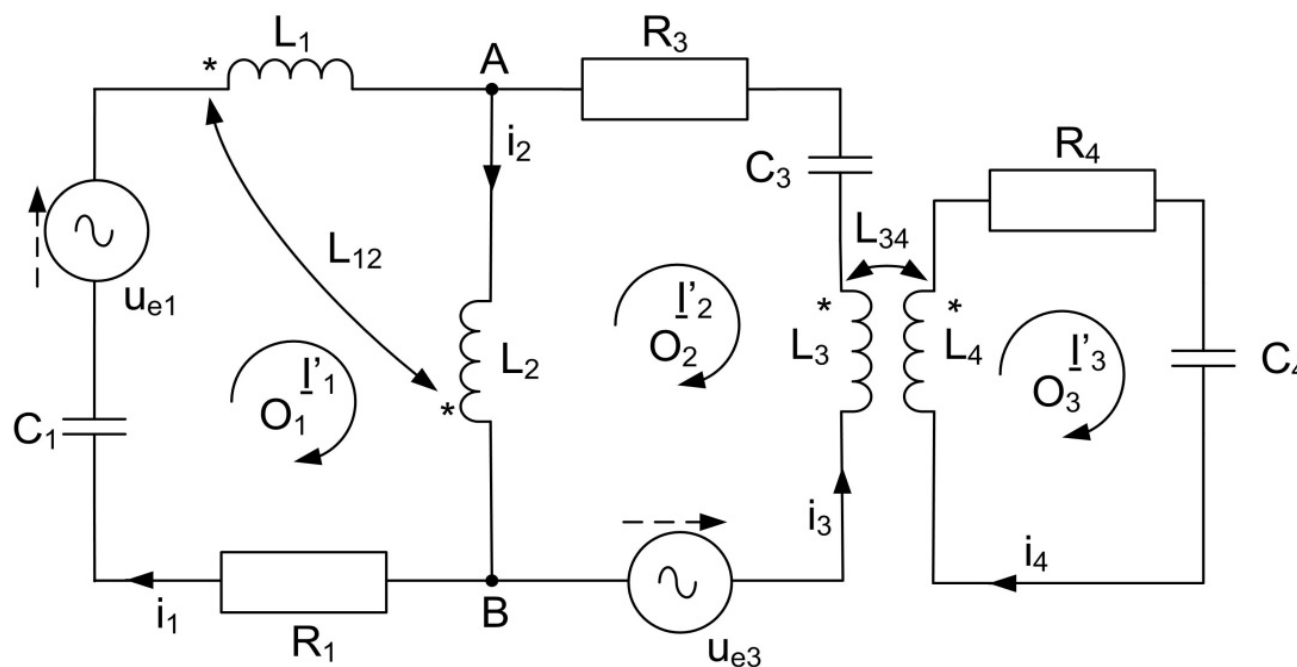 L₁
R₃
*
A
i₂
C₃
R₄
L₁₂
L₃₄
uₑ₁
I'₂
O₂
*
*
L₃
L₄
I'₃
O₃
C₄
L₂
I'₁
O₁
*
C₁
i₃
i₁
R₁
B
uₑ₃
i₄